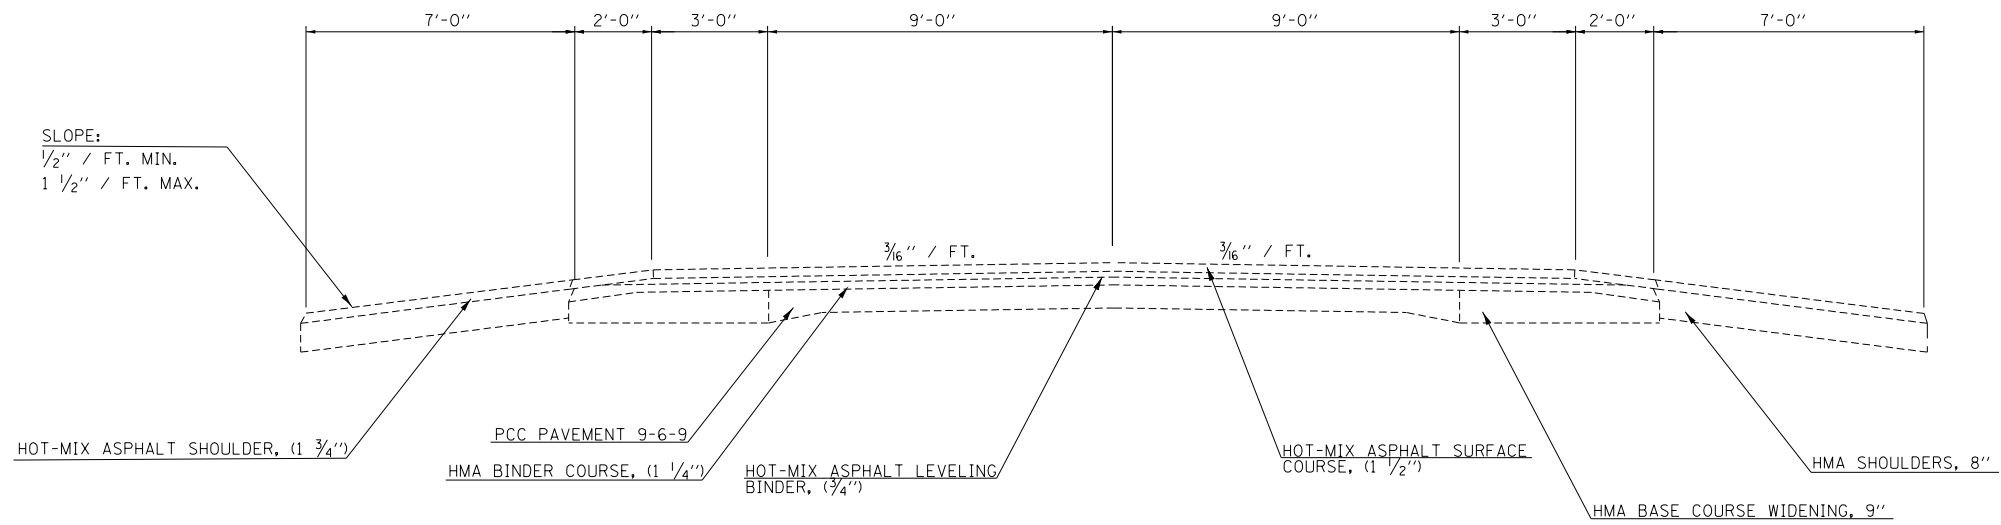 7'-0" 2'-0" 3'-0" 9'-0" 9'-0" 3'-0" 2'-0" 7'-0"
SLOPE:
1/2" / FT. MIN.
1 1/2" / FT. MAX.
3/16" / FT. 3/16" / FT.
HOT-MIX ASPHALT SHOULDER, (1 3/4")
PCC PAVEMENT 9-6-9
HMA BINDER COURSE, (1 1/4")
HOT-MIX ASPHALT LEVELING
BINDER, (3/4")
HOT-MIX ASPHALT SURFACE
COURSE, (1 1/2")
HMA SHOULDERS, 8"
HMA BASE COURSE WIDENING, 9"